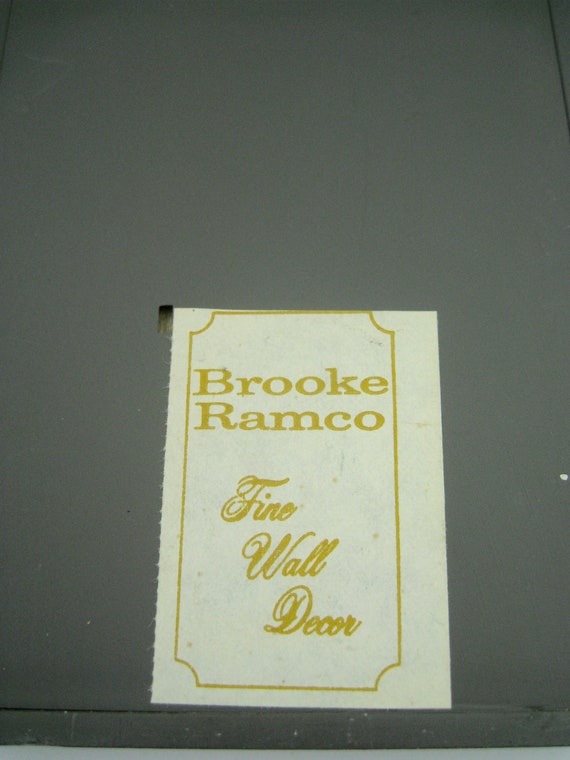 Brooke
Ramco
Fine
Wall
Decor